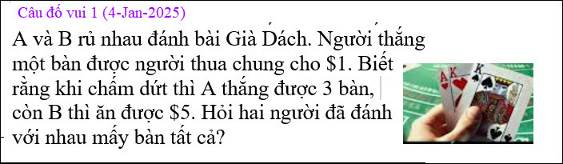 Câu đố vui 1 (4-Jan-2025)
A và B rủ nhau đánh bài Già Dách. Người thắng
một bàn được người thua chung cho $1. Biết
rằng khi chấm dứt thì A thắng được 3 bàn,
còn B thì ăn được $5. Hỏi hai người đã đánh
với nhau mấy bàn tất cả?